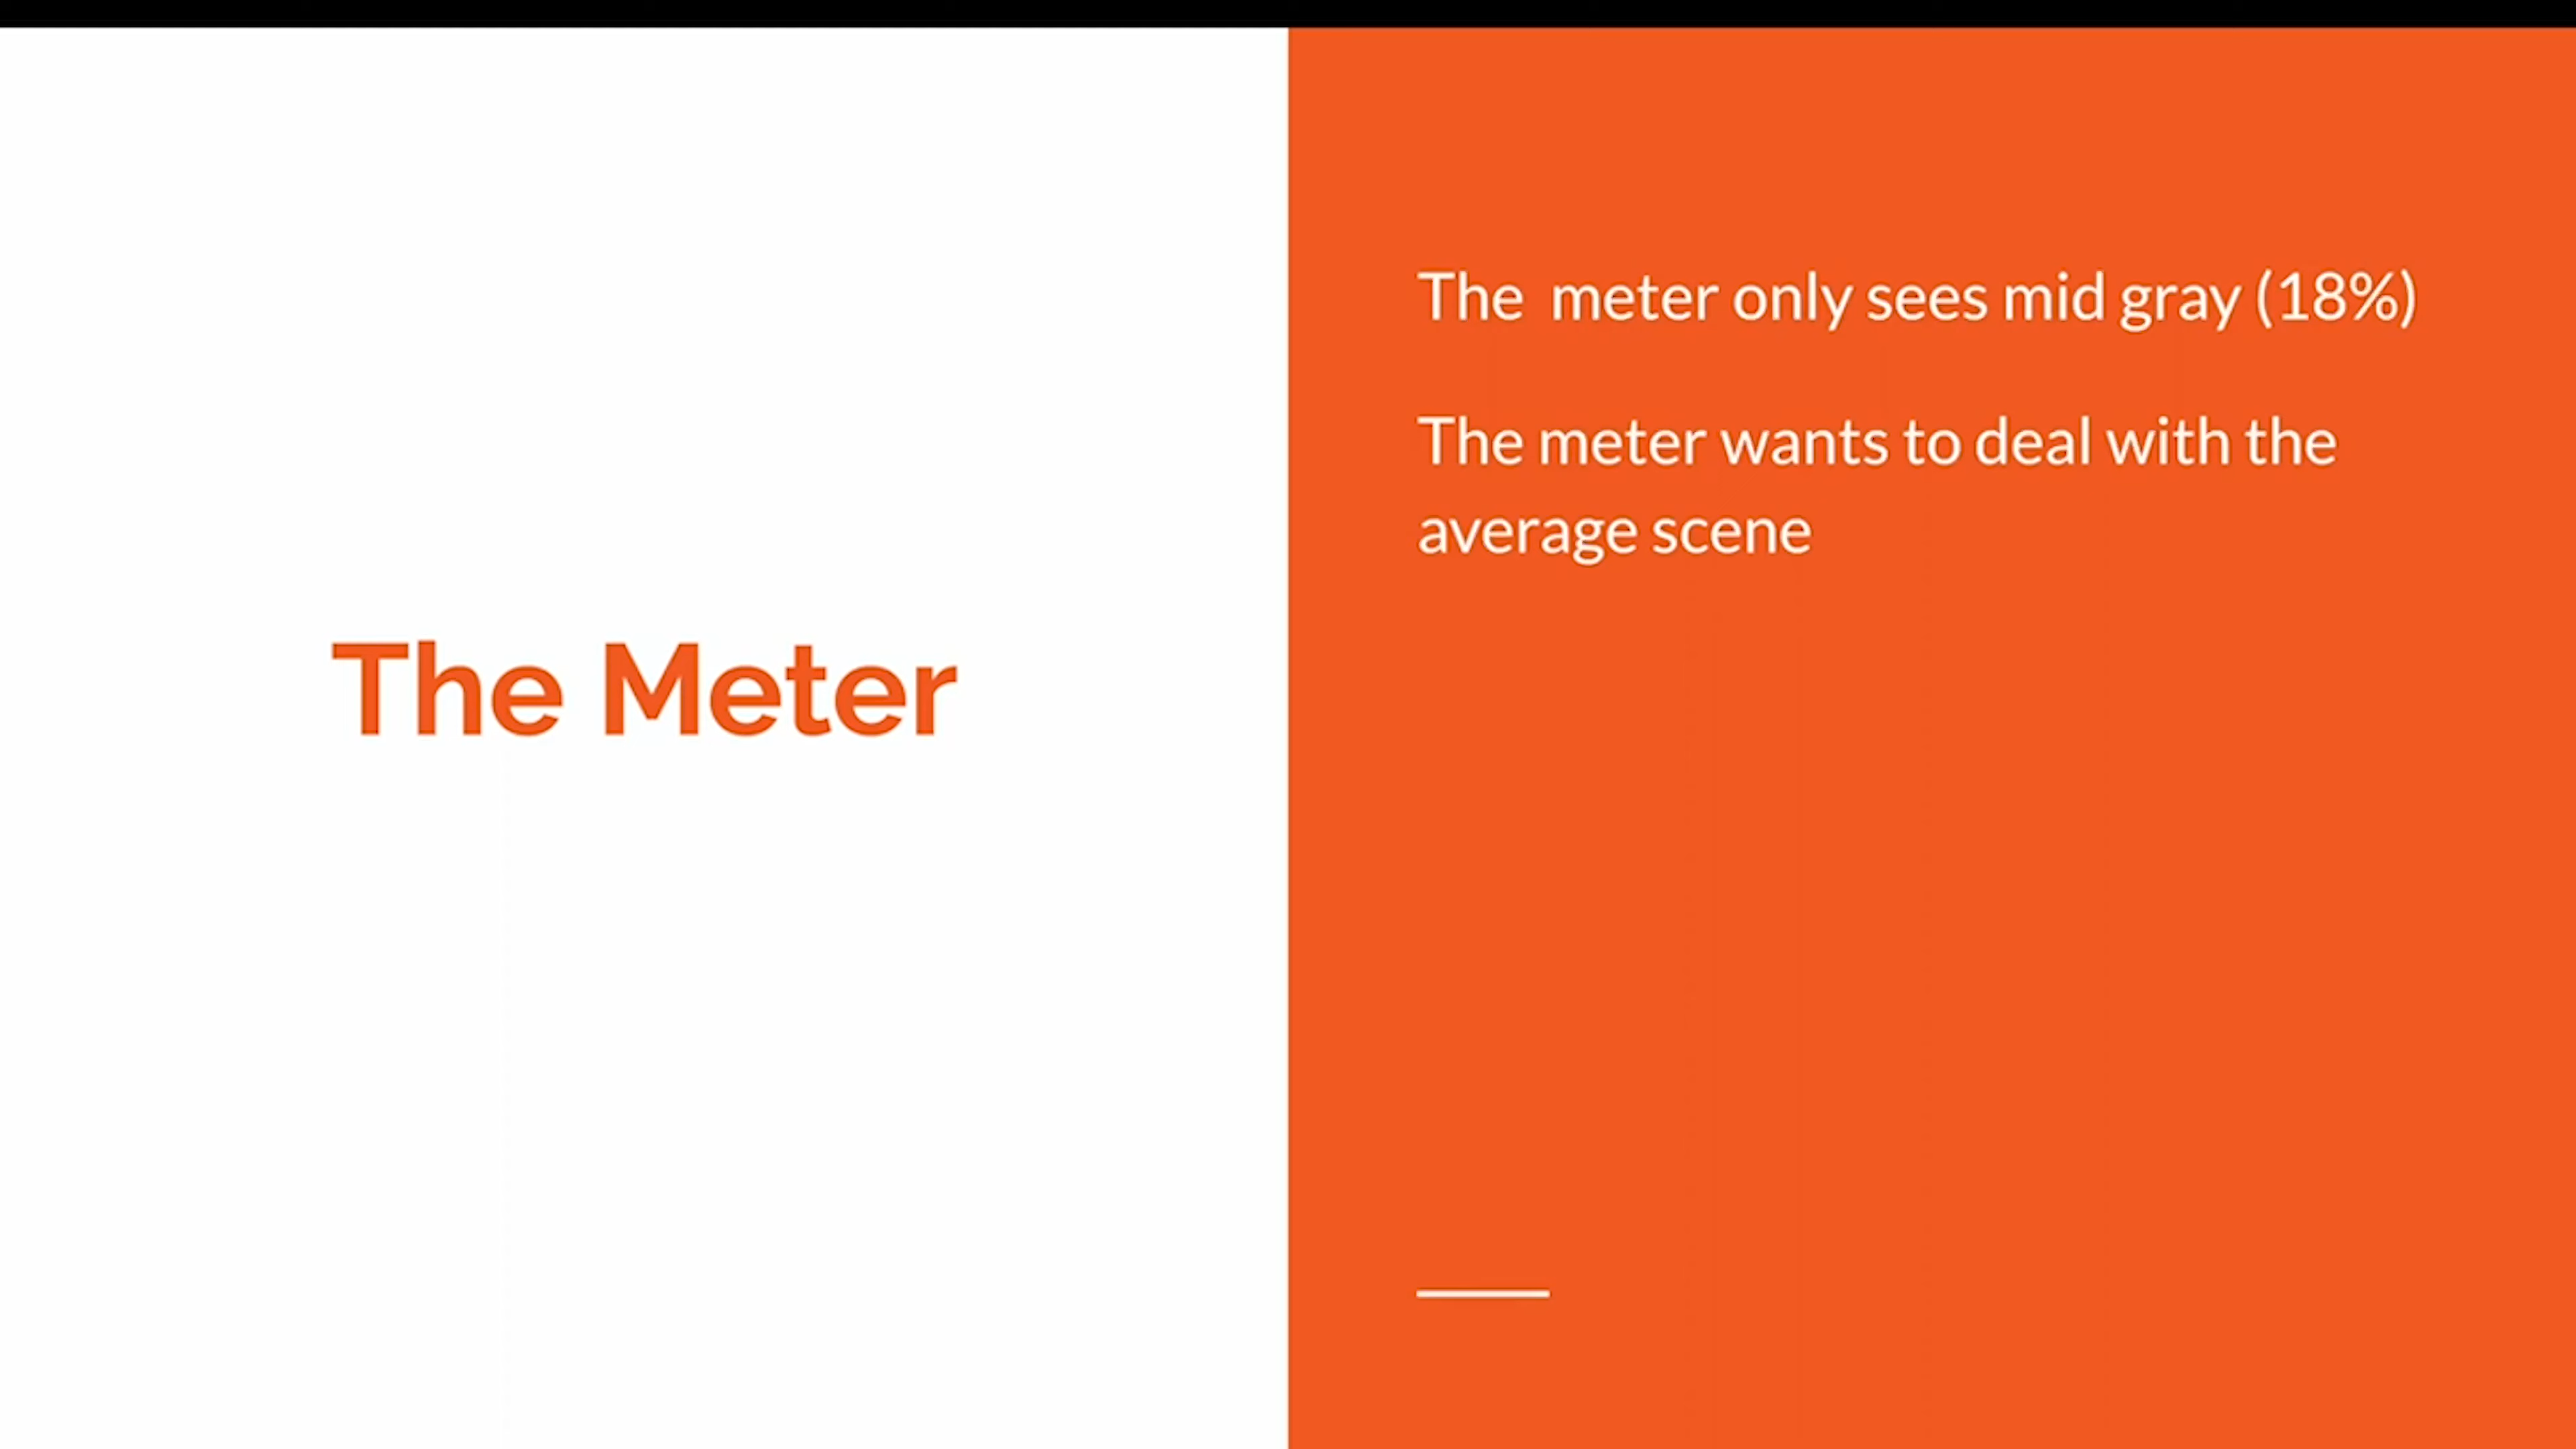 The Meter
The  meter only sees mid gray (18%)
The meter wants to deal with the
average scene